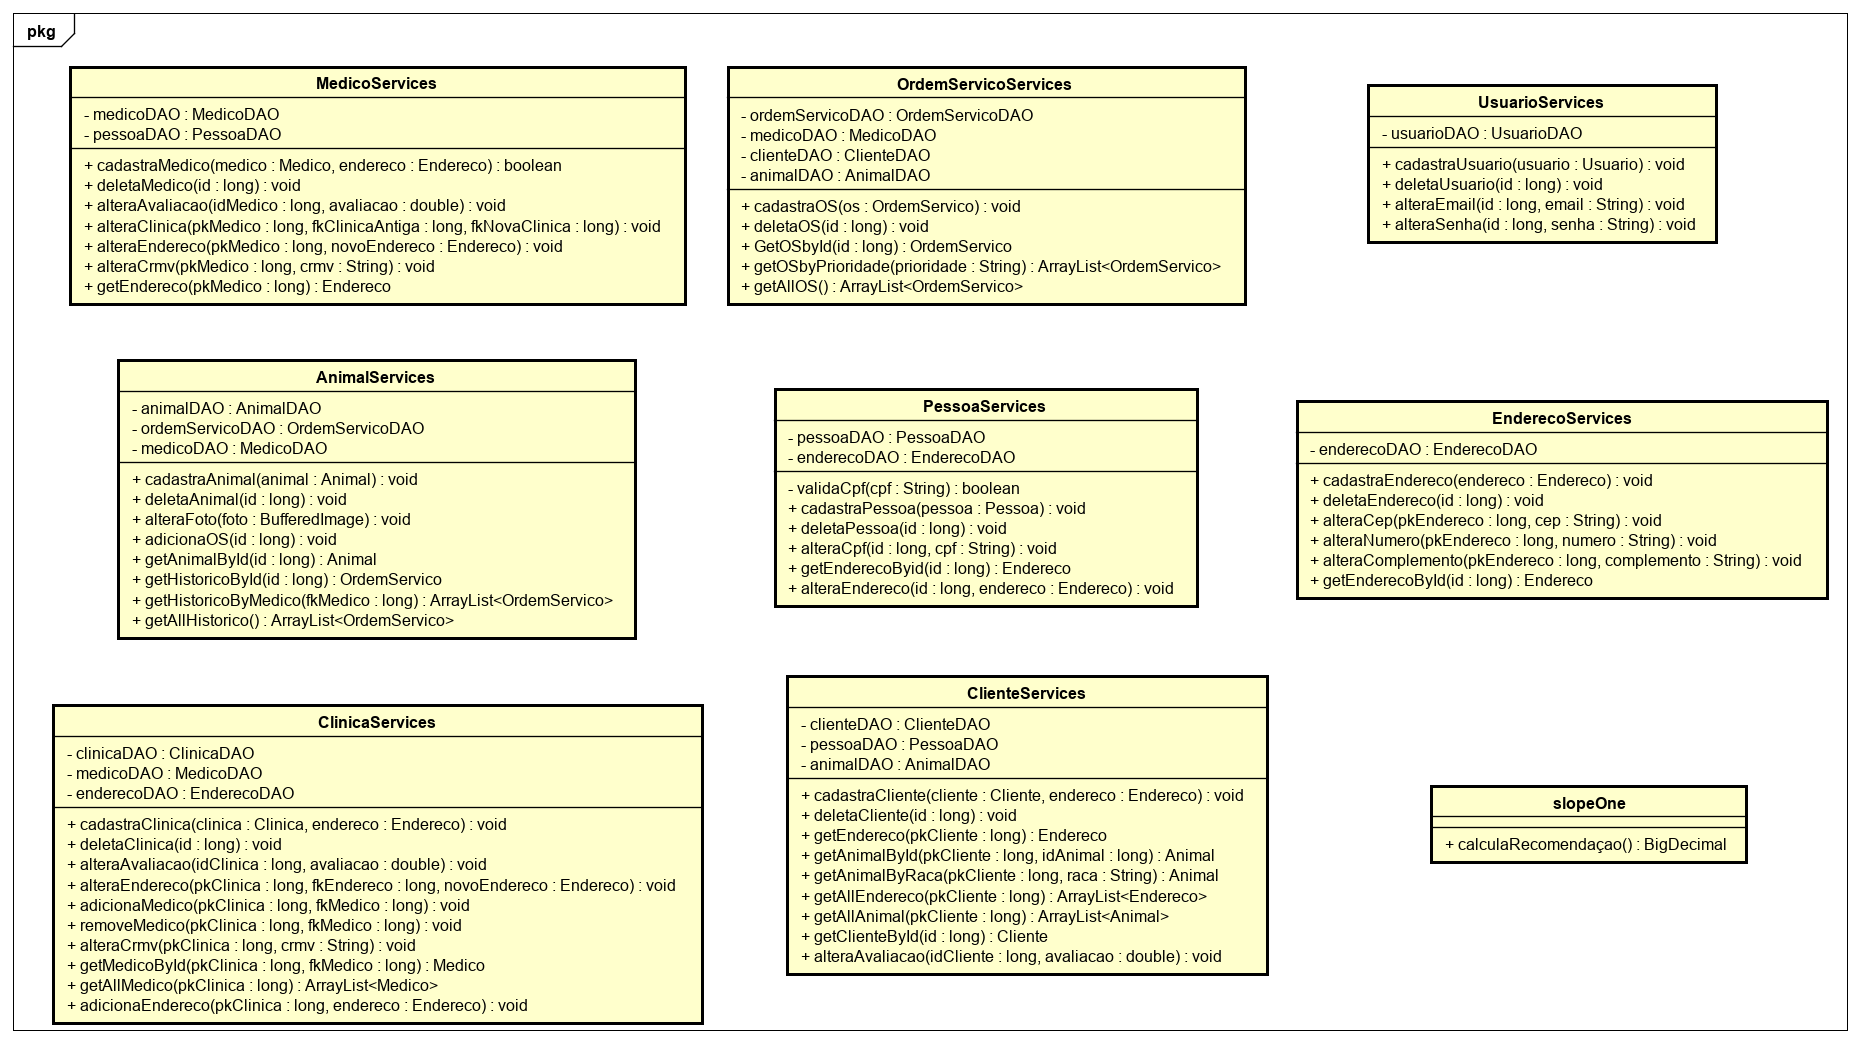 pkg
MedicoServices
- medicoDAO : MedicoDAO
- pessoaDAO : PessoaDAO
+ cadastraMedico(medico : Medico, endereco : Endereco) : boolean
+ deletaMedico(id : long) : void
+ alteraAvaliacao(idMedico : long, avaliacao : double) : void
+ alteraClinica(pkMedico : long, fkClinicaAntiga : long, fkNovaClinica : long) : void
+ alteraEndereco(pkMedico : long, novoEndereco : Endereco) : void
+ alteraCrmv(pkMedico : long, crmv : String) : void
+ getEndereco(pkMedico : long) : Endereco
OrdemServicoServices
- ordemServicoDAO : OrdemServicoDAO
- medicoDAO : MedicoDAO
- clienteDAO : ClienteDAO
- animalDAO : AnimalDAO
+ cadastraOS(os : OrdemServico) : void
+ deletaOS(id : long) : void
+ GetOSbyId(id : long) : OrdemServico
+ getOSbyPrioridade(prioridade : String) : ArrayList<OrdemServico>
+ getAllOS() : ArrayList<OrdemServico>
UsuarioServices
- usuarioDAO : UsuarioDAO
+ cadastraUsuario(usuario : Usuario) : void
+ deletaUsuario(id : long) : void
+ alteraEmail(id : long, email : String) : void
+ alteraSenha(id : long, senha : String) : void
AnimalServices
- animalDAO : AnimalDAO
- ordemServicoDAO : OrdemServicoDAO
- medicoDAO : MedicoDAO
+ cadastraAnimal(animal : Animal) : void
+ deletaAnimal(id : long) : void
+ alteraFoto(foto : BufferedImage) : void
+ adicionaOS(id : long) : void
+ getAnimalById(id : long) : Animal
+ getHistoricoById(id : long) : OrdemServico
+ getHistoricoByMedico(fkMedico : long) : ArrayList<OrdemServico>
+ getAllHistorico() : ArrayList<OrdemServico>
PessoaServices
- pessoaDAO : PessoaDAO
- enderecoDAO : EnderecoDAO
- validaCpf(cpf : String) : boolean
+ cadastraPessoa(pessoa : Pessoa) : void
+ deletaPessoa(id : long) : void
+ alteraCpf(id : long, cpf : String) : void
+ getEnderecoByid(id : long) : Endereco
+ alteraEndereco(id : long, endereco : Endereco) : void
EnderecoServices
- enderecoDAO : EnderecoDAO
+ cadastraEndereco(endereco : Endereco) : void
+ deletaEndereco(id : long) : void
+ alteraCep(pkEndereco : long, cep : String) : void
+ alteraNumero(pkEndereco : long, numero : String) : void
+ alteraComplemento(pkEndereco : long, complemento : String) : void
+ getEnderecoById(id : long) : Endereco
ClinicaServices
- clinicaDAO : ClinicaDAO
- medicoDAO : MedicoDAO
- enderecoDAO : EnderecoDAO
+ cadastraClinica(clinica : Clinica, endereco : Endereco) : void
+ deletaClinica(id : long) : void
+ alteraAvaliacao(idClinica : long, avaliacao : double) : void
+ alteraEndereco(pkClinica : long, fkEndereco : long, novoEndereco : Endereco) : void
+ adicionaMedico(pkClinica : long, fkMedico : long) : void
+ removeMedico(pkClinica : long, fkMedico : long) : void
+ alteraCrmv(pkClinica : long, crmv : String) : void
+ getMedicoById(pkClinica : long, fkMedico : long) : Medico
+ getAllMedico(pkClinica : long) : ArrayList<Medico>
+ adicionaEndereco(pkClinica : long, endereco : Endereco) : void
ClienteServices
- clienteDAO : ClienteDAO
- pessoaDAO : PessoaDAO
- animalDAO : AnimalDAO
+ cadastraCliente(cliente : Cliente, endereco : Endereco) : void
+ deletaCliente(id : long) : void
+ getEndereco(pkCliente : long) : Endereco
+ getAnimalById(pkCliente : long, idAnimal : long) : Animal
+ getAnimalByRaca(pkCliente : long, raca : String) : Animal
+ getAllEndereco(pkCliente : long) : ArrayList<Endereco>
+ getAllAnimal(pkCliente : long) : ArrayList<Animal>
+ getClienteById(id : long) : Cliente
+ alteraAvaliacao(idCliente : long, avaliacao : double) : void
slopeOne
+ calculaRecomendaçao() : BigDecimal